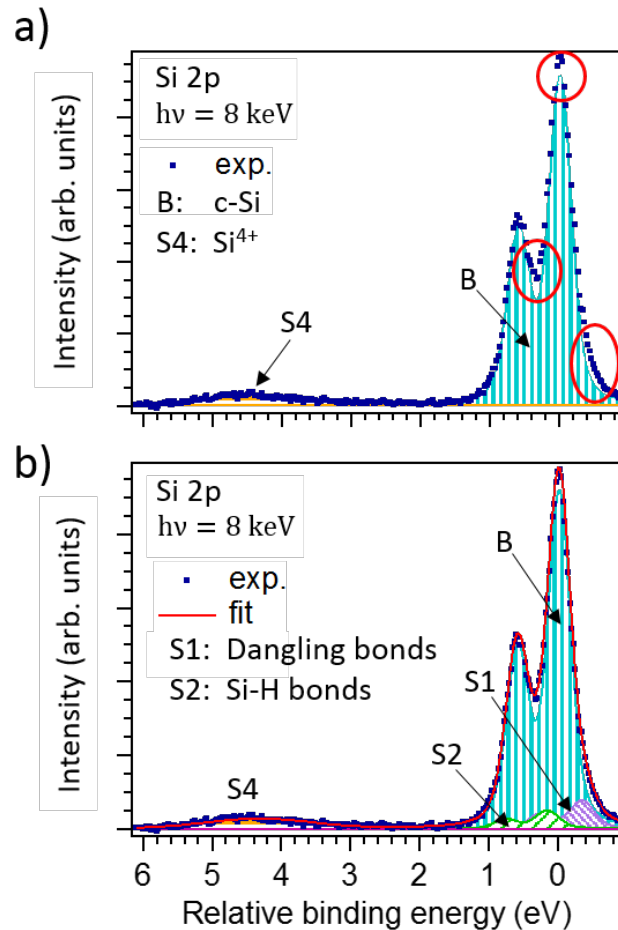 a)
Intensity (arb. units)
Si 2p
hν = 8 keV
exp.
B: c-Si
S4: Si⁴⁺
S4
B
b)
Intensity (arb. units)
Si 2p
hν = 8 keV
exp.
fit
S1: Dangling bonds
S2: Si-H bonds
B
S1
S2
S4
6 5 4 3 2 1 0
Relative binding energy (eV)